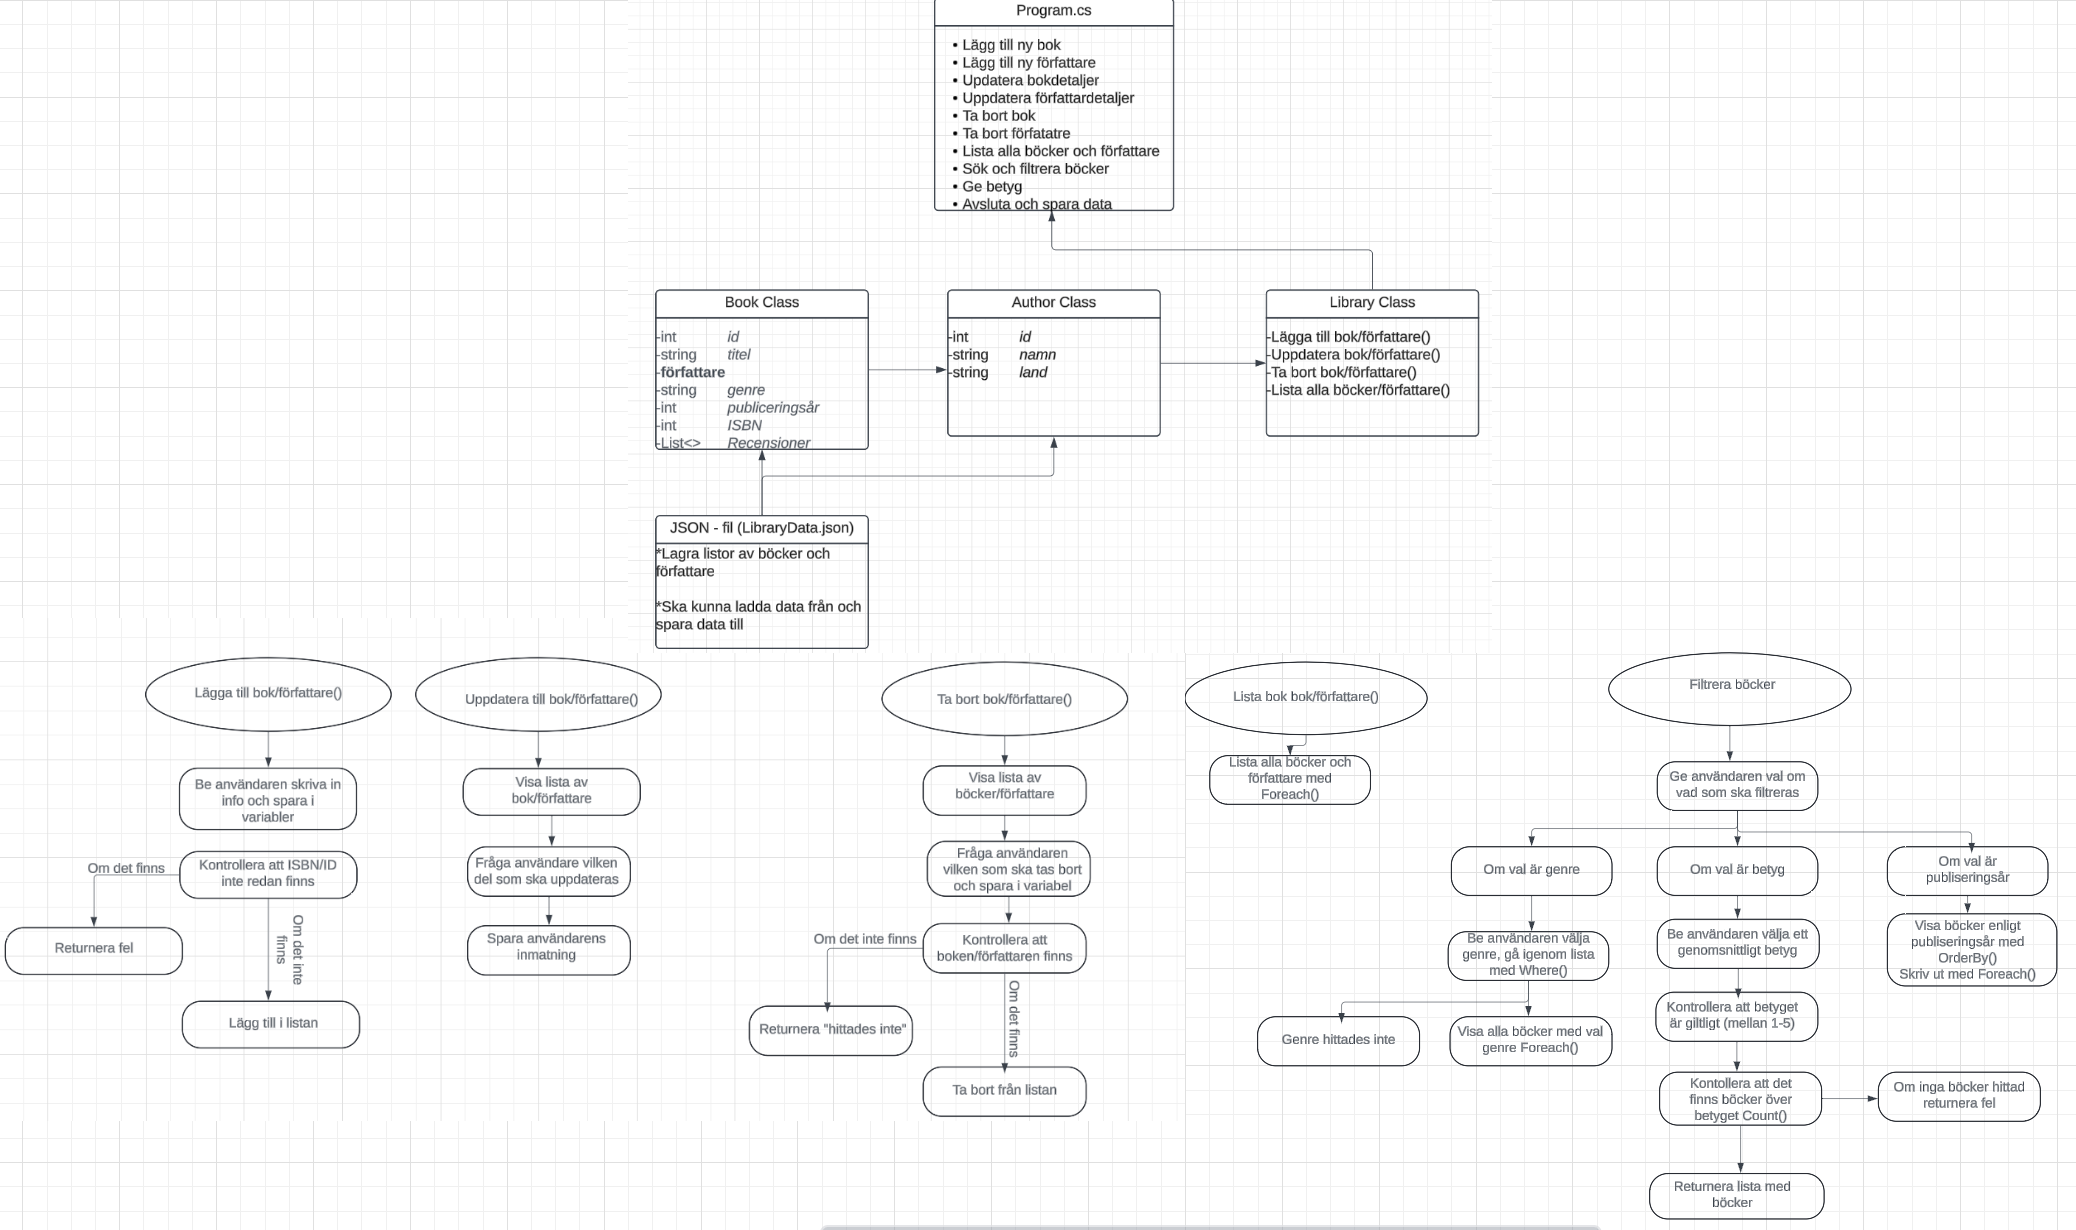 Program.cs
• Lägg till ny bok
• Lägg till ny författare
• Updatera bokdetaljer
• Uppdatera författardetaljer
• Ta bort bok
• Ta bort förfatatre
• Lista alla böcker och författare
• Sök och filtrera böcker
• Ge betyg
• Avsluta och spara data
Book Class
-int id
-string titel
-författare
-string genre
-int publiceringsår
-int ISBN
-List<> Recensioner
Author Class
-int id
-string namn
-string land
Library Class
-Lägga till bok/författare()
-Uppdatera bok/författare()
-Ta bort bok/författare()
-Lista alla böcker/författare()
JSON - fil (LibraryData.json)
*Lagra listor av böcker och
författare
*Ska kunna ladda data från och
spara data till
Lägga till bok/författare()
Be användaren skriva in
info och spara i
variabler
Kontrollera att ISBN/ID
inte redan finns
Om det finns
Returnera fel
Om det inte
finns
Lägg till i listan
Uppdatera till bok/författare()
Visa lista av
bok/författare
Fråga användare vilken
del som ska uppdateras
Spara användarens
inmatning
Ta bort bok/författare()
Visa lista av
böcker/författare
Fråga användaren
vilken som ska tas bort
och spara i variabel
Kontrollera att
boken/författaren finns
Om det inte finns
Returnera "hittades inte"
Om det finns
Ta bort från listan
Lista bok bok/författare()
Lista alla böcker och
författare med
Foreach()
Filtrera böcker
Ge användaren val om
vad som ska filtreras
Om val är genre
Be användaren välja
genre, gå igenom lista
med Where()
Genre hittades inte
Visa alla böcker med val
genre Foreach()
Om val är betyg
Be användaren välja ett
genomsnittligt betyg
Kontrollera att betyget
är giltligt (mellan 1-5)
Kontollera att det
finns böcker över
betyget Count()
Om inga böcker hittad
returnera fel
Returnera lista med
böcker
Om val är
publiseringsår
Visa böcker enligt
publiseringsår med
OrderBy()
Skriv ut med Foreach()